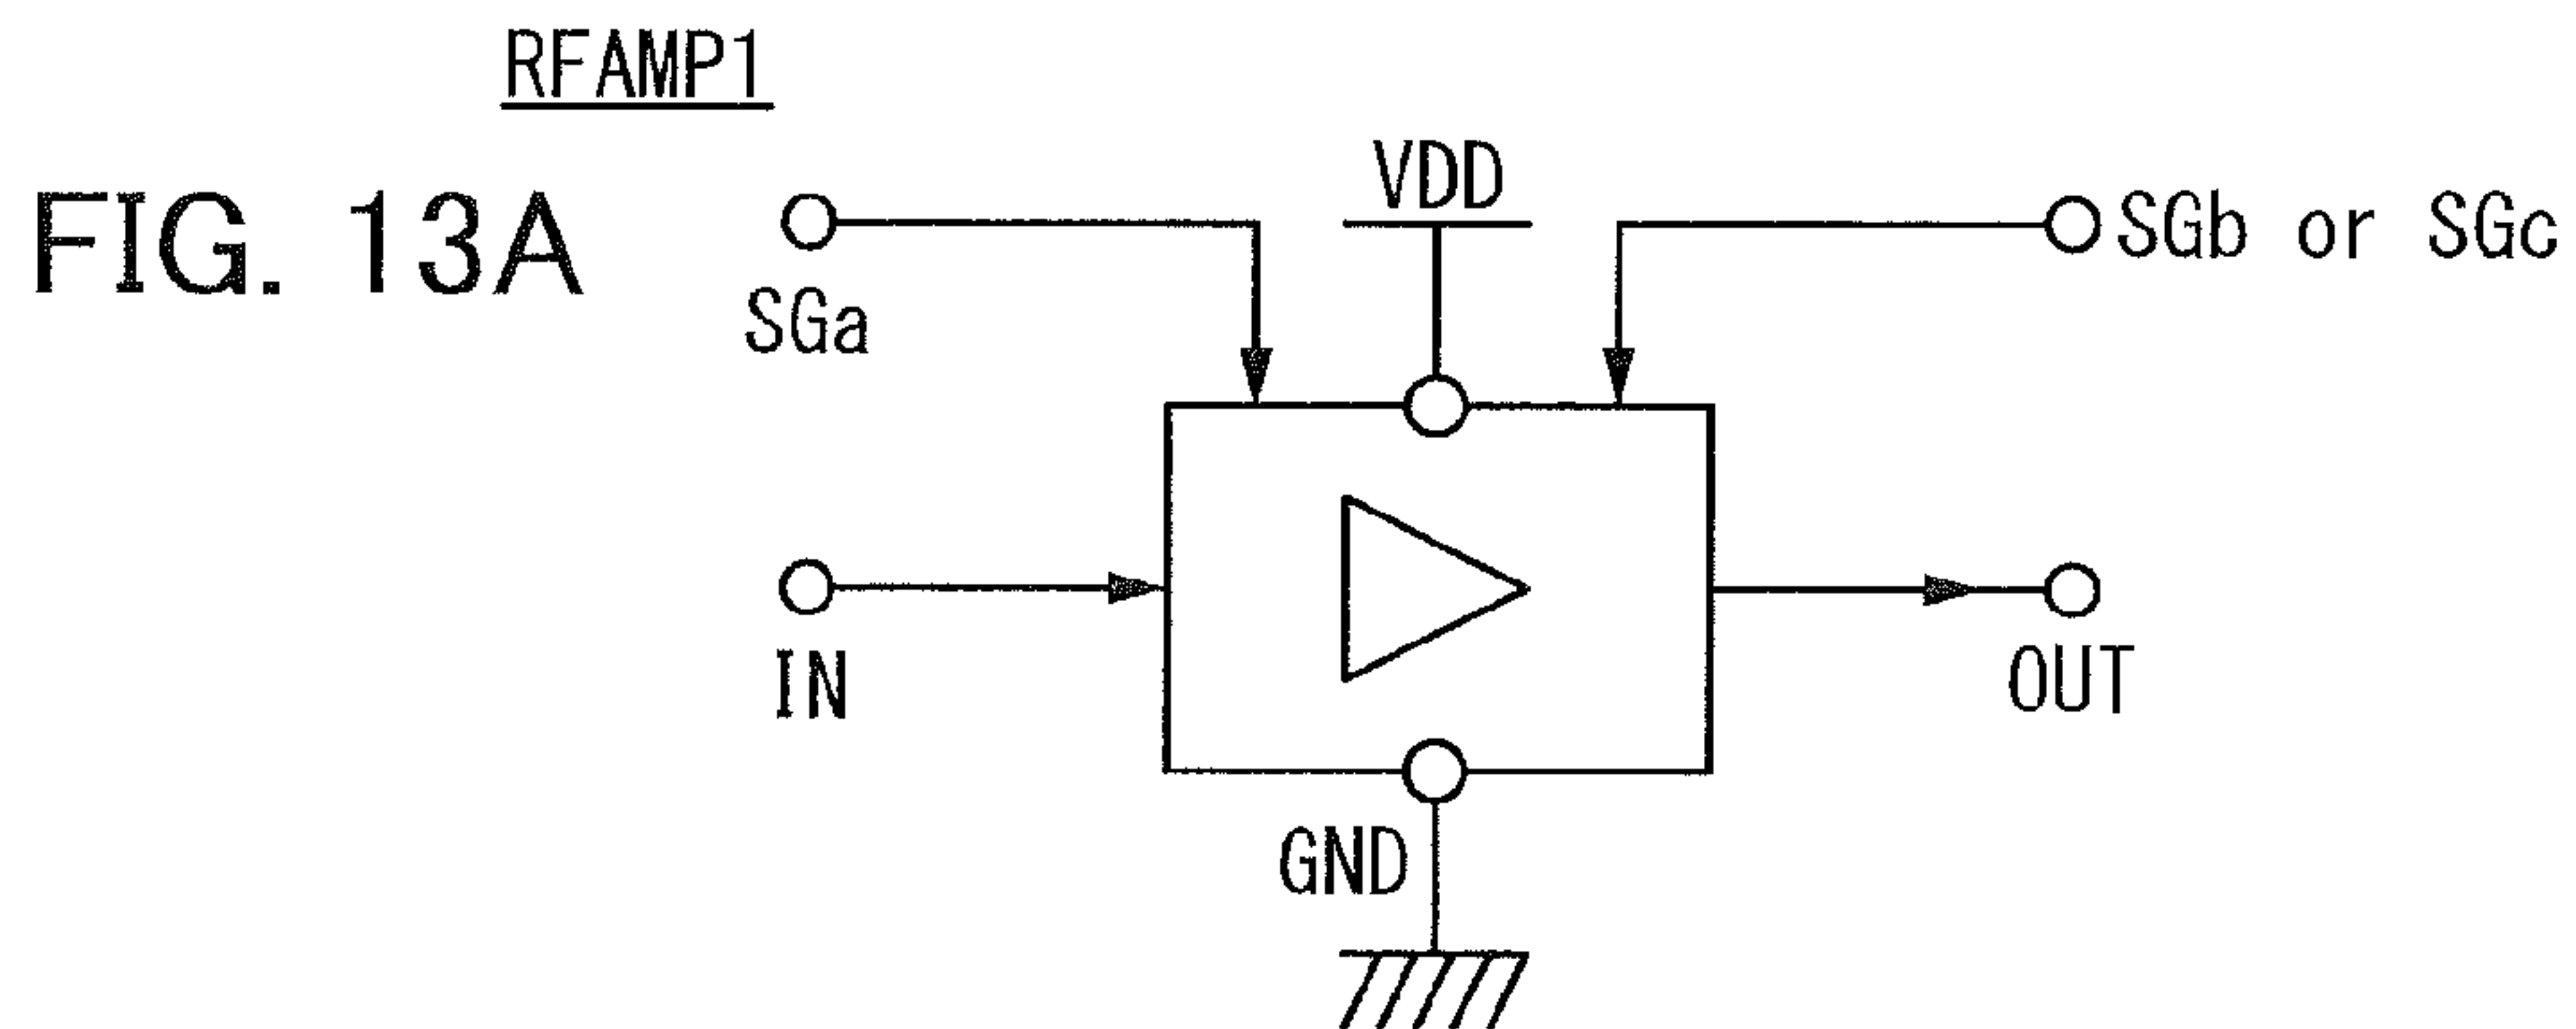 RFAMP1
FIG. 13A
VDD
SGa
SGb or SGc
IN
OUT
GND